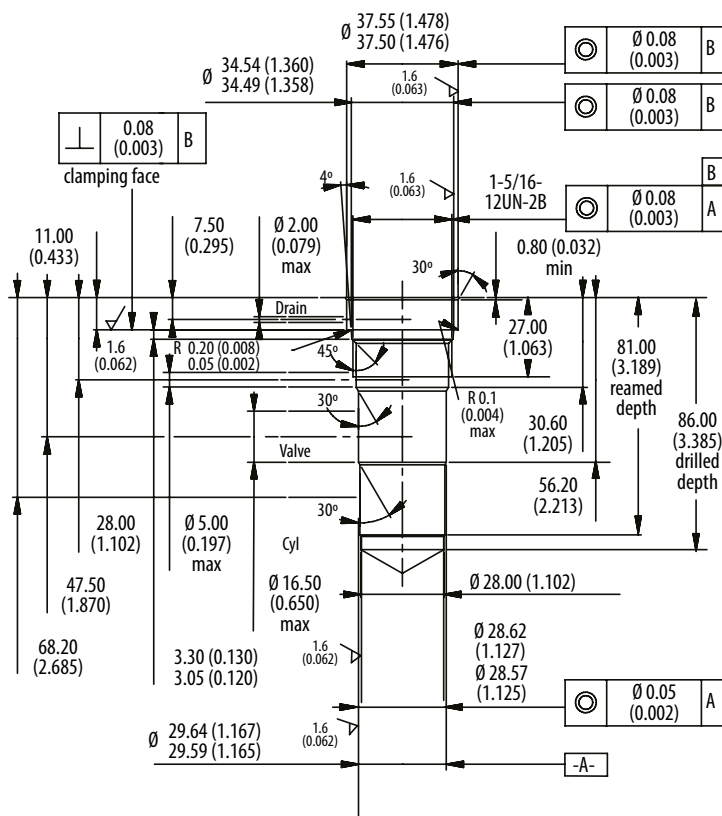 Ø 37.55 (1.478)
37.50 (1.476)
Ø 0.08
(0.003)
B
Ø 34.54 (1.360)
34.49 (1.358)
1.6
(0.063)
Ø 0.08
(0.003)
B
0.08
(0.003)
B
clamping face
4º
1.6
(0.063)
1-5/16-
12UN-2B
B
Ø 0.08
(0.003)
A
11.00
(0.433)
7.50
(0.295)
Ø 2.00
(0.079)
max
30º
0.80 (0.032)
min
Drain
1.6
(0.062)
R 0.20 (0.008)
0.05 (0.002)
45º
27.00
(1.063)
81.00
(3.189)
reamed
depth
R 0.1
(0.004)
max
30º
30.60
(1.205)
86.00
(3.385)
drilled
depth
Valve
56.20
(2.213)
28.00
(1.102)
Ø 5.00
(0.197)
max
30º
Cyl
47.50
(1.870)
Ø 16.50
(0.650)
max
Ø 28.00 (1.102)
68.20
(2.685)
3.30 (0.130)
3.05 (0.120)
1.6
(0.062)
Ø 28.62
(1.127)
Ø 28.57
(1.125)
Ø 0.05
(0.002)
A
Ø 29.64 (1.167)
29.59 (1.165)
1.6
(0.062)
-A-